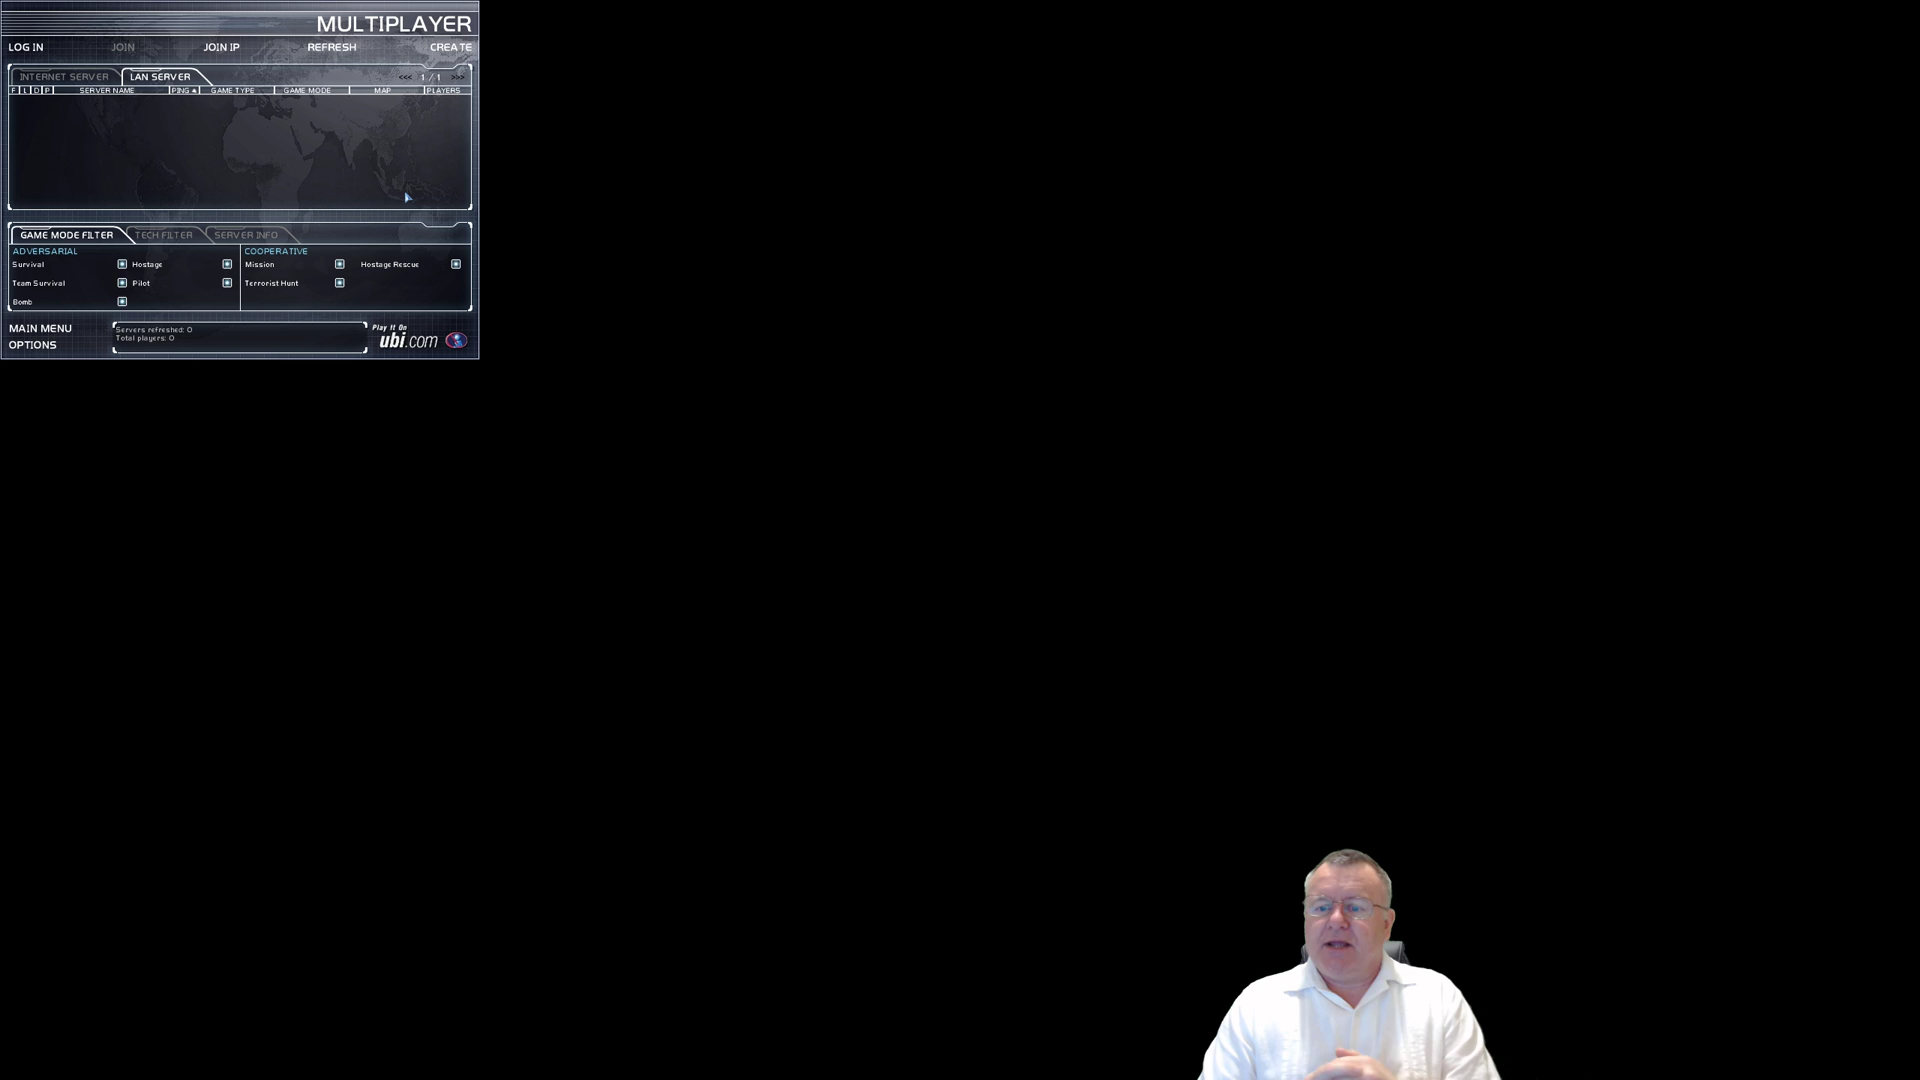 MULTIPLAYER
LOG IN JOIN JOIN IP REFRESH CREATE
INTERNET SERVER LAN SERVER <<< 1 / 1 >>>
F L D P SERVER NAME PING GAME TYPE GAME MODE MAP PLAYERS
GAME MODE FILTER TECH FILTER SERVER INFO
ADVERSARIAL COOPERATIVE
Survival Hostage Mission Hostage Rescue
Team Survival Pilot Terrorist Hunt
Bomb
MAIN MENU
OPTIONS
Servers refreshed: 0
Total players: 0
Play It On
ubi.com